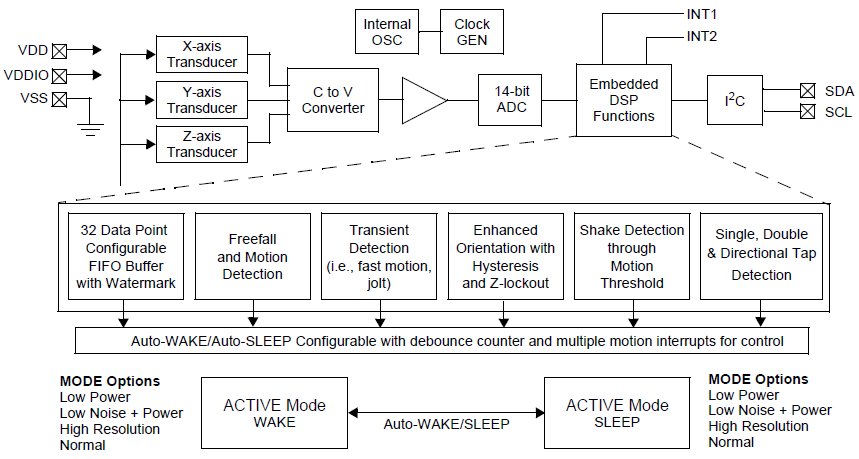 Internal
OSC
Clock
GEN
INT1
INT2
VDD
VDDIO
VSS
X-axis
Transducer
Y-axis
Transducer
Z-axis
Transducer
C to V
Converter
14-bit
ADC
Embedded
DSP
Functions
I²C
SDA
SCL
32 Data Point
Configurable
FIFO Buffer
with Watermark
Freefall
and Motion
Detection
Transient
Detection
(i.e., fast motion,
jolt)
Enhanced
Orientation with
Hysteresis
and Z-lockout
Shake Detection
through
Motion
Threshold
Single, Double
& Directional Tap
Detection
Auto-WAKE/Auto-SLEEP Configurable with debounce counter and multiple motion interrupts for control
MODE Options
Low Power
Low Noise + Power
High Resolution
Normal
ACTIVE Mode
WAKE
Auto-WAKE/SLEEP
ACTIVE Mode
SLEEP
MODE Options
Low Power
Low Noise + Power
High Resolution
Normal